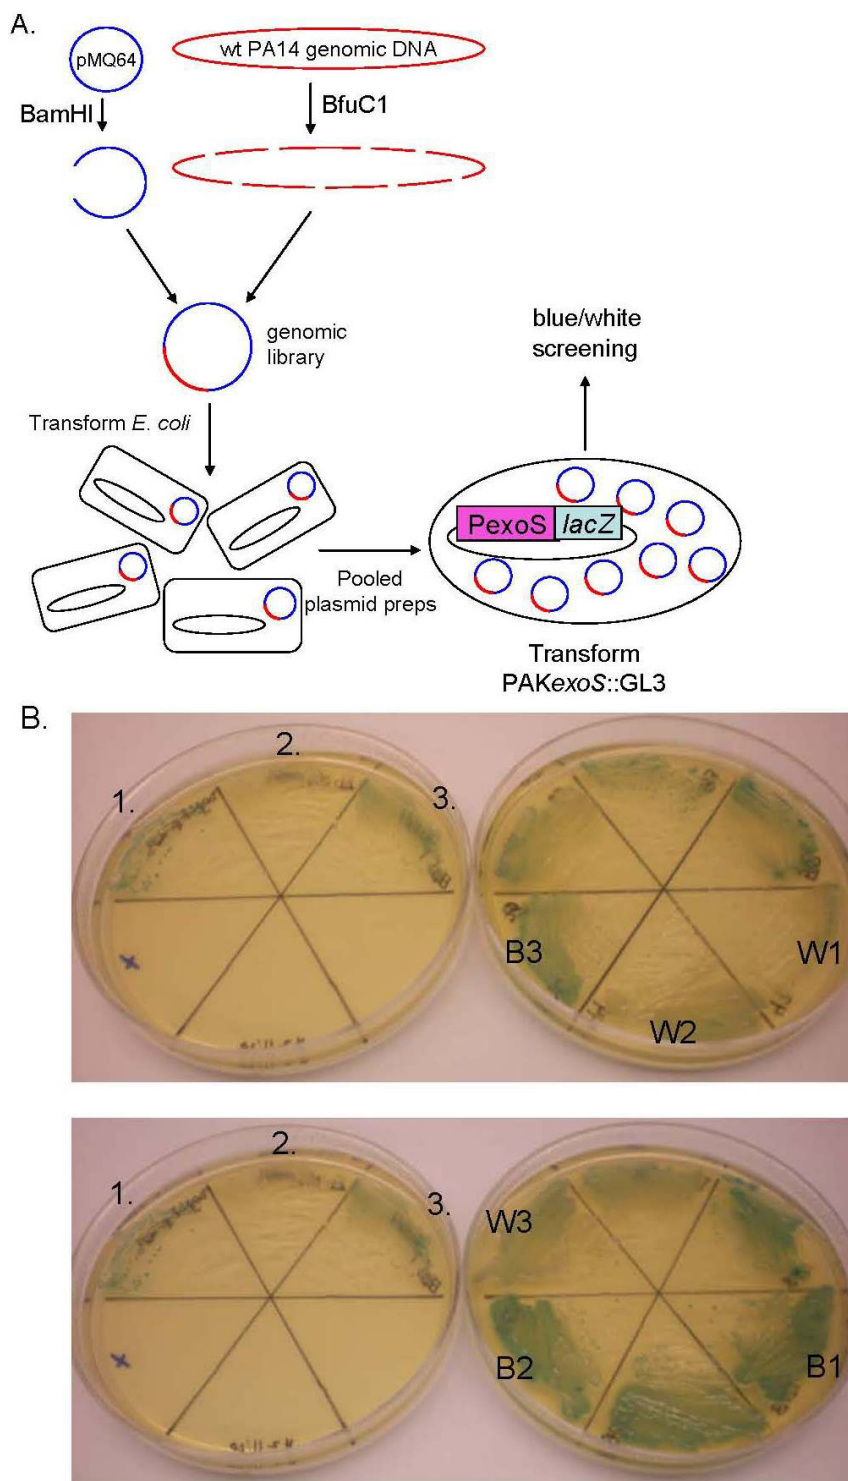 A.
pMQ64
wt PA14 genomic DNA
BamHI
BfuC1
genomic
library
blue/white
screening
Transform E. coli
PexoS
lacZ
Pooled
plasmid preps
Transform
PAKexoS::GL3
B.
1.
2.
3.
B3
W1
W2
1.
2.
3.
W3
B2
B1